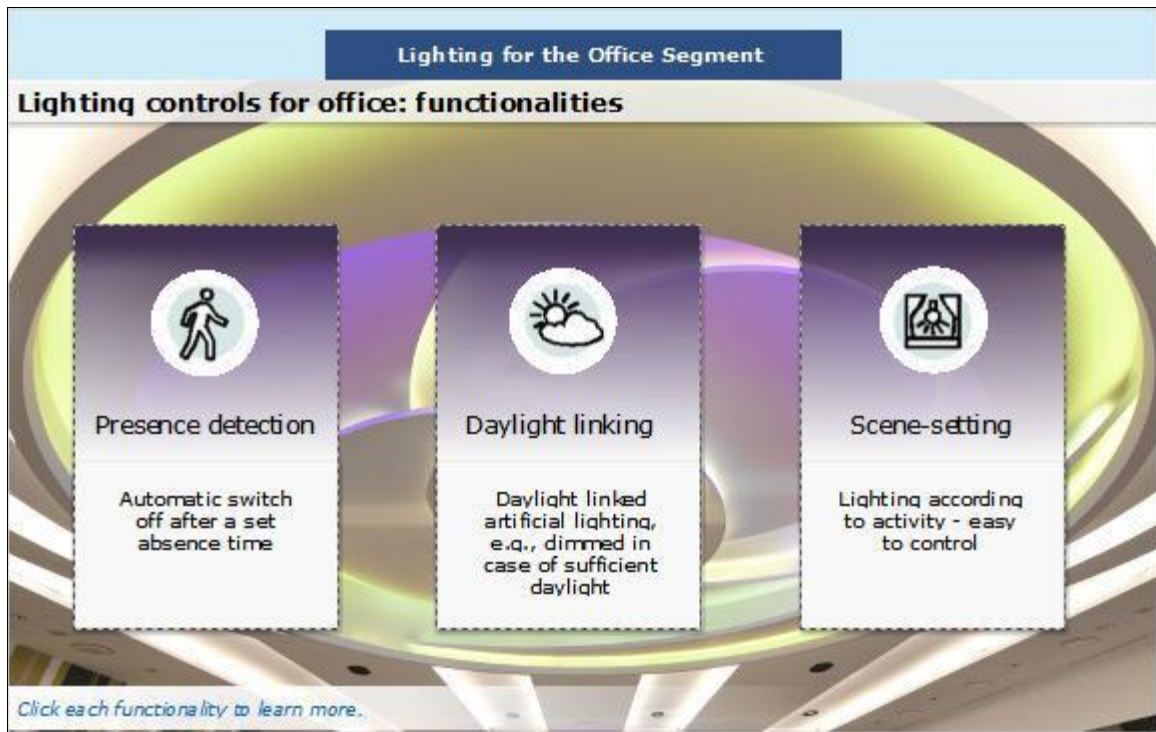 Lighting for the Office Segment
Lighting controls for office: functionalities
Presence detection
Automatic switch
off after a set
absence time
Daylight linking
Daylight linked
artificial lighting,
e.g., dimmed in
case of sufficient
daylight
Scene-setting
Lighting according
to activity - easy
to control
Click each functionality to learn more.